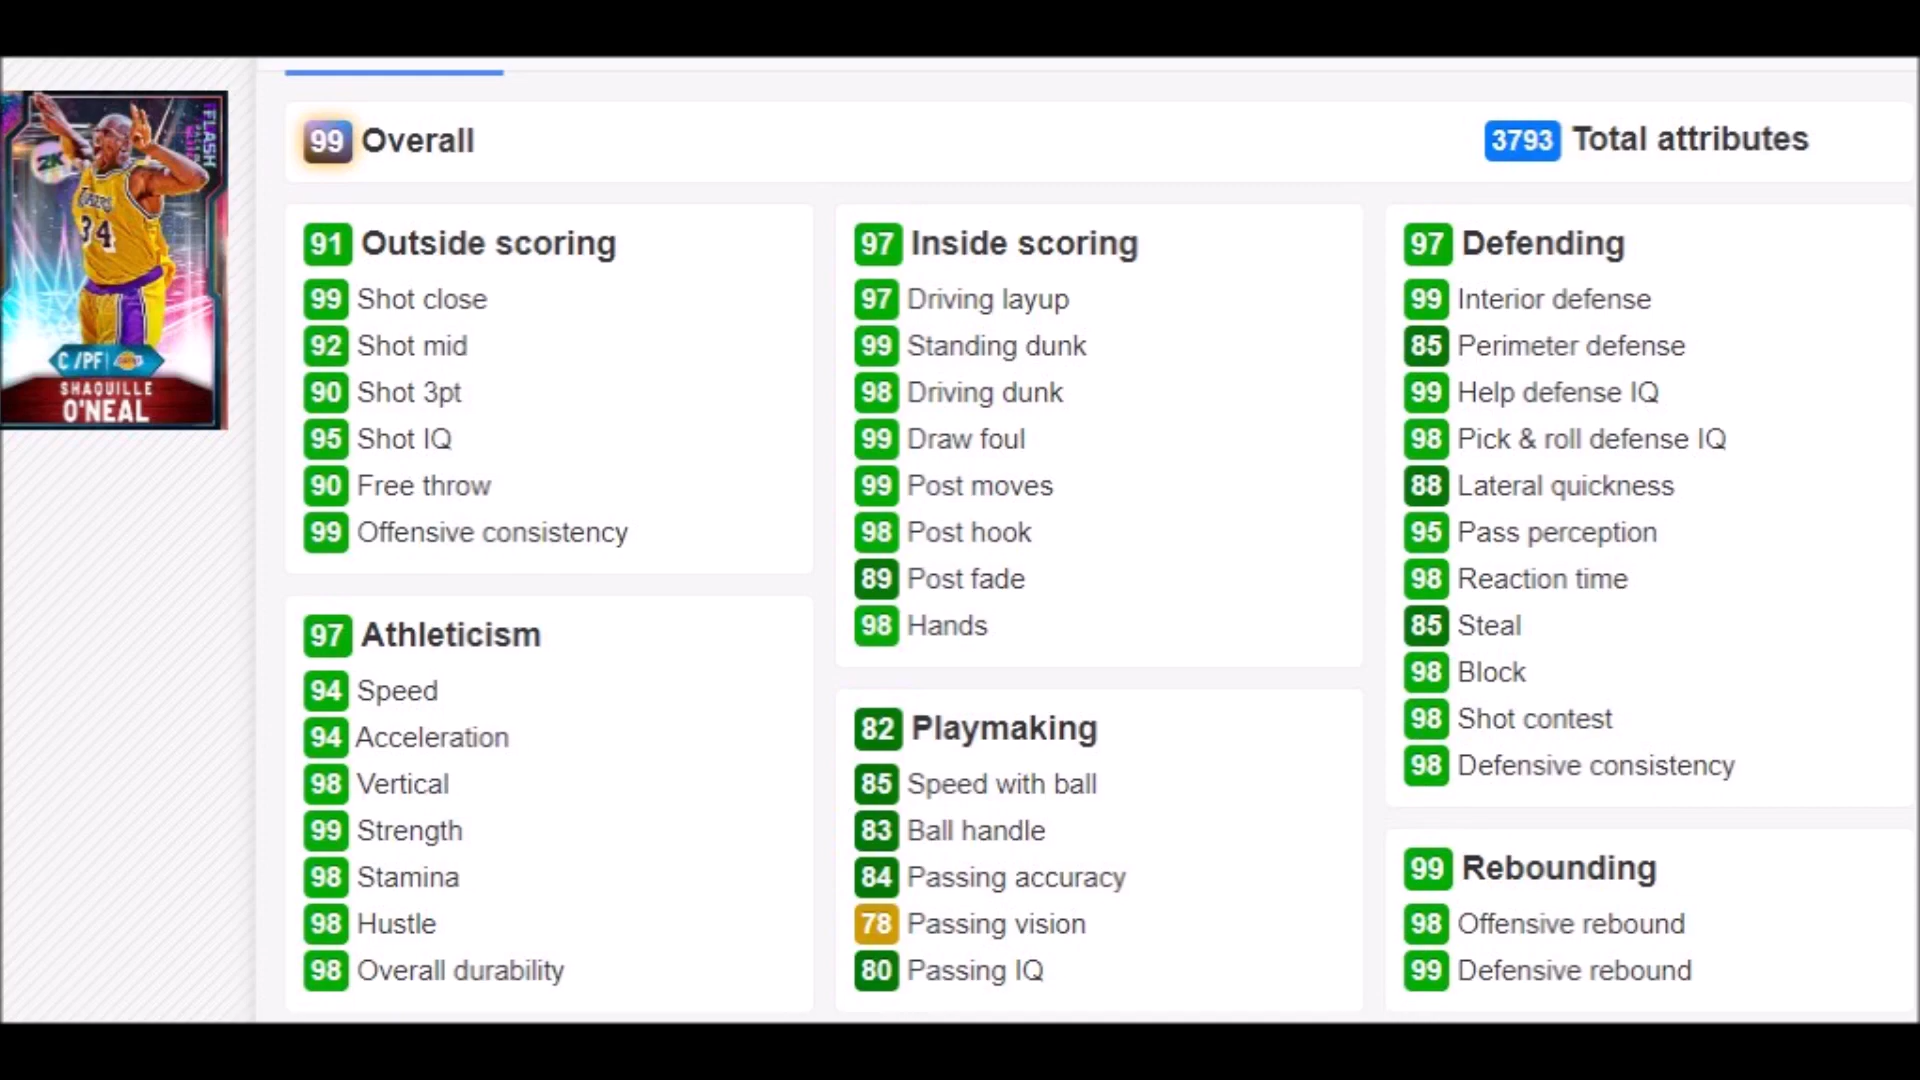 FLASH
2K
LAKERS
34
C /PF
SHAQUILLE
O'NEAL
99 Overall
3793 Total attributes
91 Outside scoring
99 Shot close
92 Shot mid
90 Shot 3pt
95 Shot IQ
90 Free throw
99 Offensive consistency
97 Athleticism
94 Speed
94 Acceleration
98 Vertical
99 Strength
98 Stamina
98 Hustle
98 Overall durability
97 Inside scoring
97 Driving layup
99 Standing dunk
98 Driving dunk
99 Draw foul
99 Post moves
98 Post hook
89 Post fade
98 Hands
82 Playmaking
85 Speed with ball
83 Ball handle
84 Passing accuracy
78 Passing vision
80 Passing IQ
97 Defending
99 Interior defense
85 Perimeter defense
99 Help defense IQ
98 Pick & roll defense IQ
88 Lateral quickness
95 Pass perception
98 Reaction time
85 Steal
98 Block
98 Shot contest
98 Defensive consistency
99 Rebounding
98 Offensive rebound
99 Defensive rebound